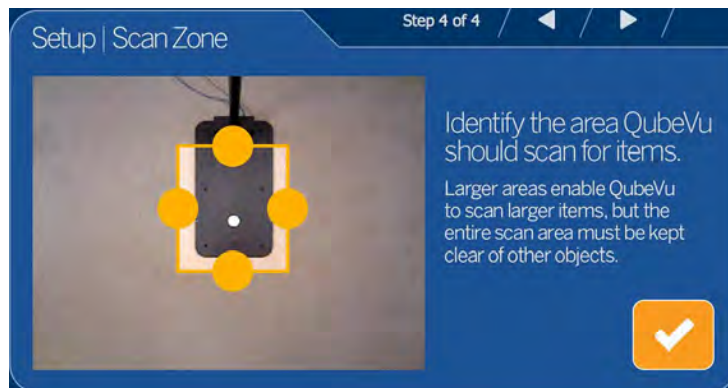 Step 4 of 4
Setup | Scan Zone
Identify the area QubeVu
should scan for items.
Larger areas enable QubeVu
to scan larger items, but the
entire scan area must be kept
clear of other objects.